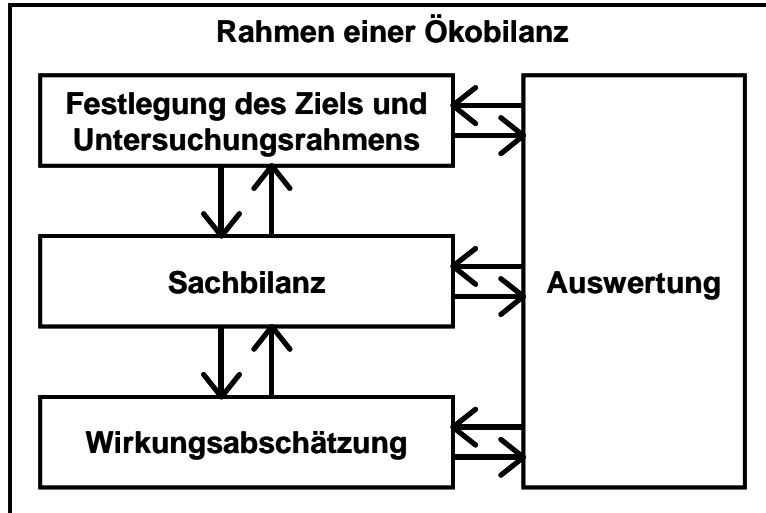 Rahmen einer Ökobilanz
Festlegung des Ziels und
Untersuchungsrahmens
Sachbilanz
Auswertung
Wirkungsabschätzung